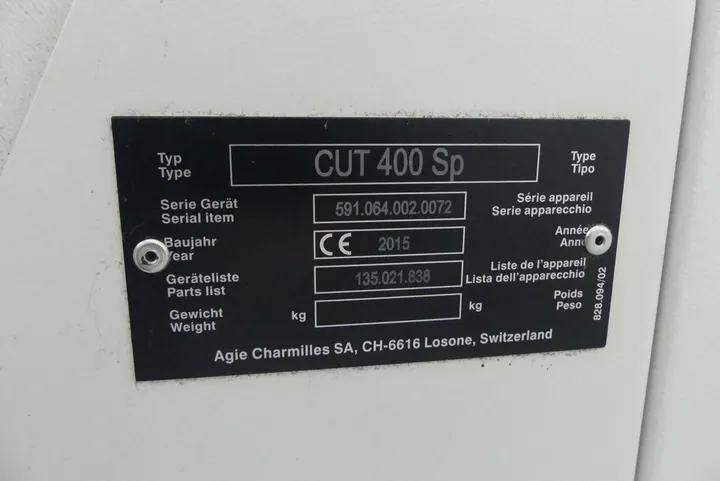 Typ
Type
CUT 400 Sp
Type
Tipo
Serie Gerät
Serial item
591.064.002.0072
Série appareil
Serie apparecchio
Baujahr
Year
CE 2015
Année
Anno
Geräteliste
Parts list
135.021.838
Liste de l'appareil
Lista dell'apparecchio
Gewicht
Weight
kg
kg
Poids
Peso
828.094/02
Agie Charmilles SA, CH-6616 Losone, Switzerland